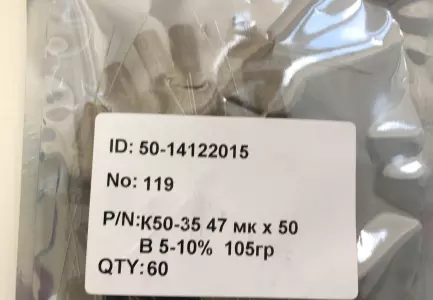 ID: 50-14122015
No: 119
P/N:К50-35 47 мк х 50
В 5-10% 105гр
QTY:60